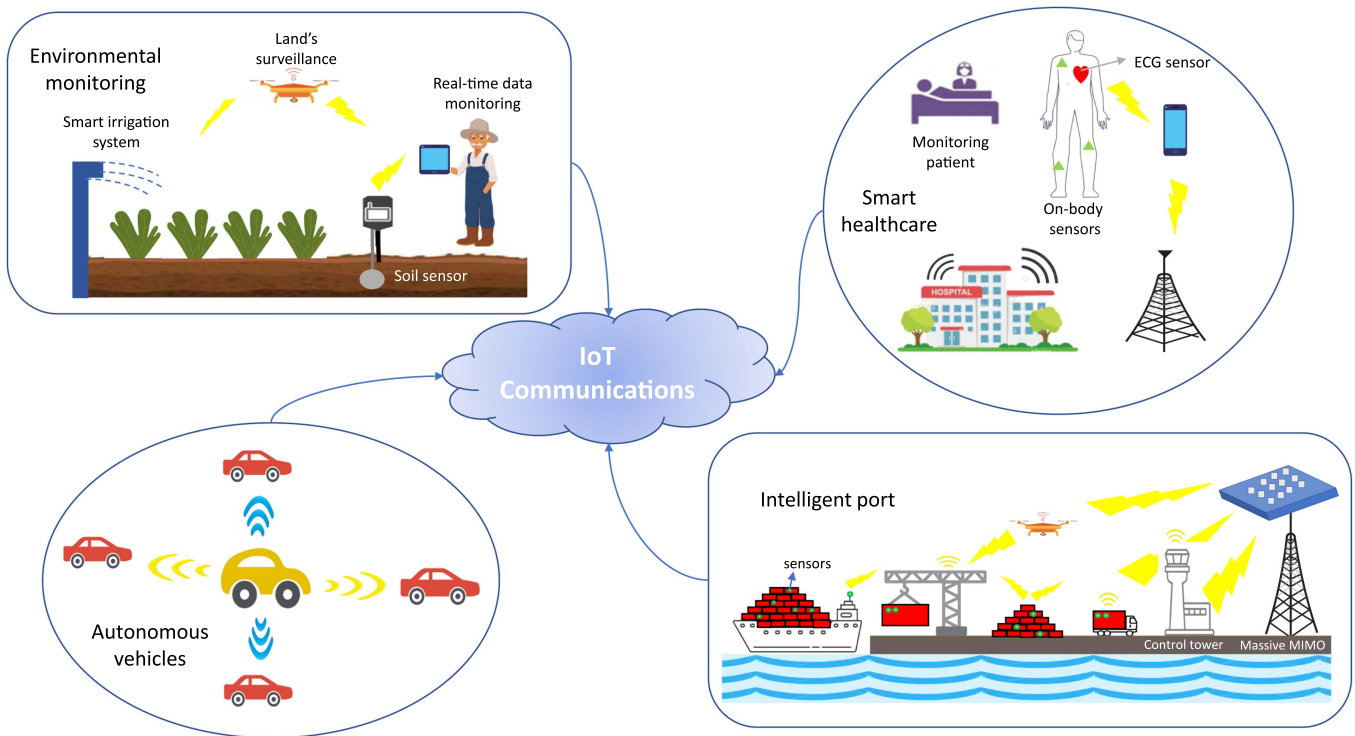 Environmental
monitoring
Land's
surveillance
Real-time data
monitoring
Smart irrigation
system
Soil sensor
ECG sensor
Monitoring
patient
On-body
sensors
Smart
healthcare
HOSPITAL
IoT
Communications
Autonomous
vehicles
Intelligent port
sensors
Control tower
Massive MIMO